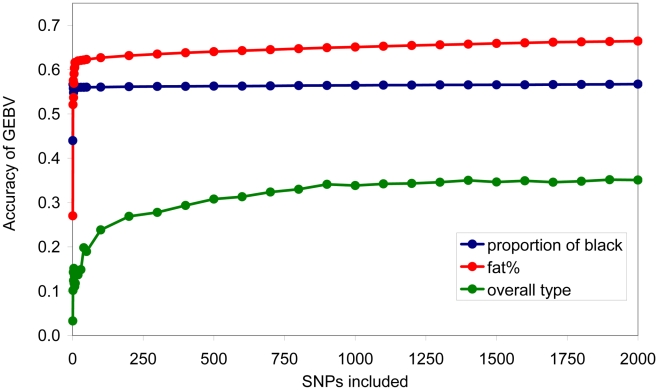 0.7
0.6
0.5
0.4
0.3
0.2
0.1
0.0
Accuracy of GEBV
proportion of black
fat%
overall type
0 250 500 750 1000 1250 1500 1750 2000
SNPs included